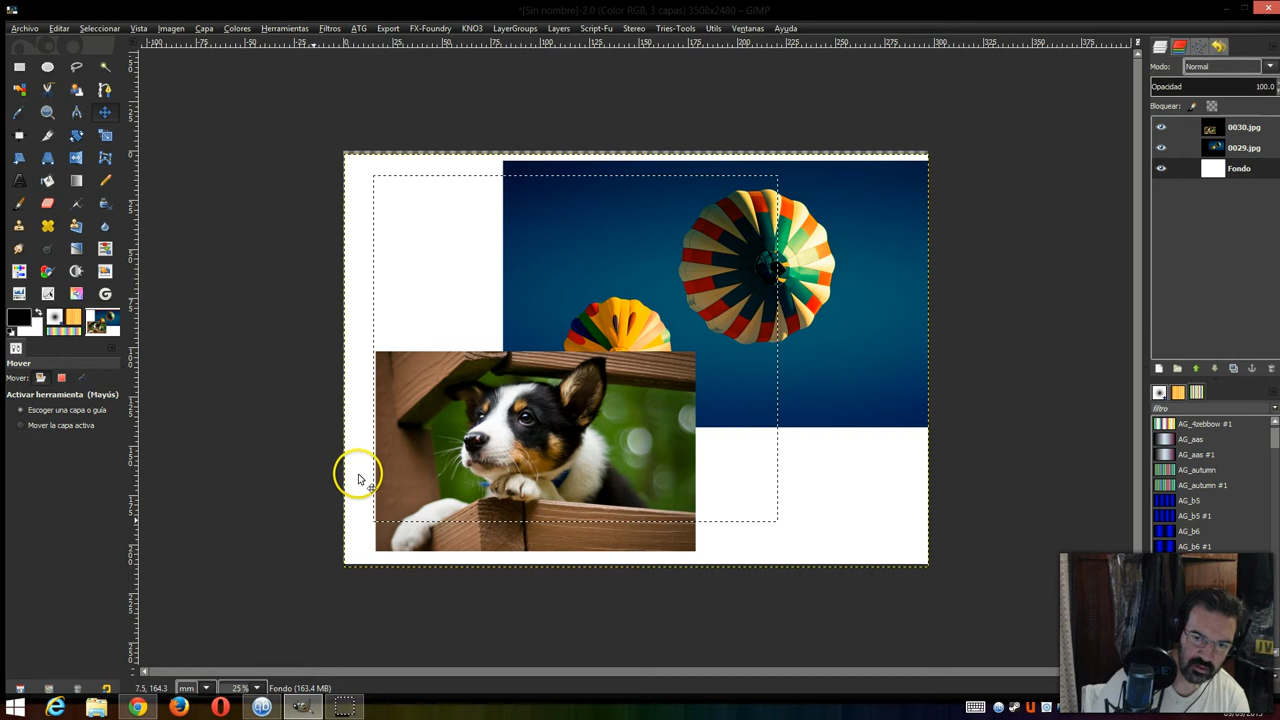 *[Sin nombre]-2.0 (Color RGB, 3 capas) 3508x2480 – GIMP
Archivo Editar Seleccionar Vista Imagen Capa Colores Herramientas Filtros ATG Export FX-Foundry KNO3 LayerGroups Layers Script-Fu Stereo Tries-Tools Utils Ventanas Ayuda
Modo: Normal
Opacidad 100.0
Bloquear:
0030.jpg
0029.jpg
Fondo
Mover
Mover:
Activar herramienta (Mayús)
Escoger una capa o guía
Mover la capa activa
filtro
AG_4zebbow #1
AG_aas
AG_aas #1
AG_autumn
AG_autumn #1
AG_b5
AG_b5 #1
AG_b6
AG_b6 #1
7.5, 164.3 mm 25 % Fondo (163.4 MB)